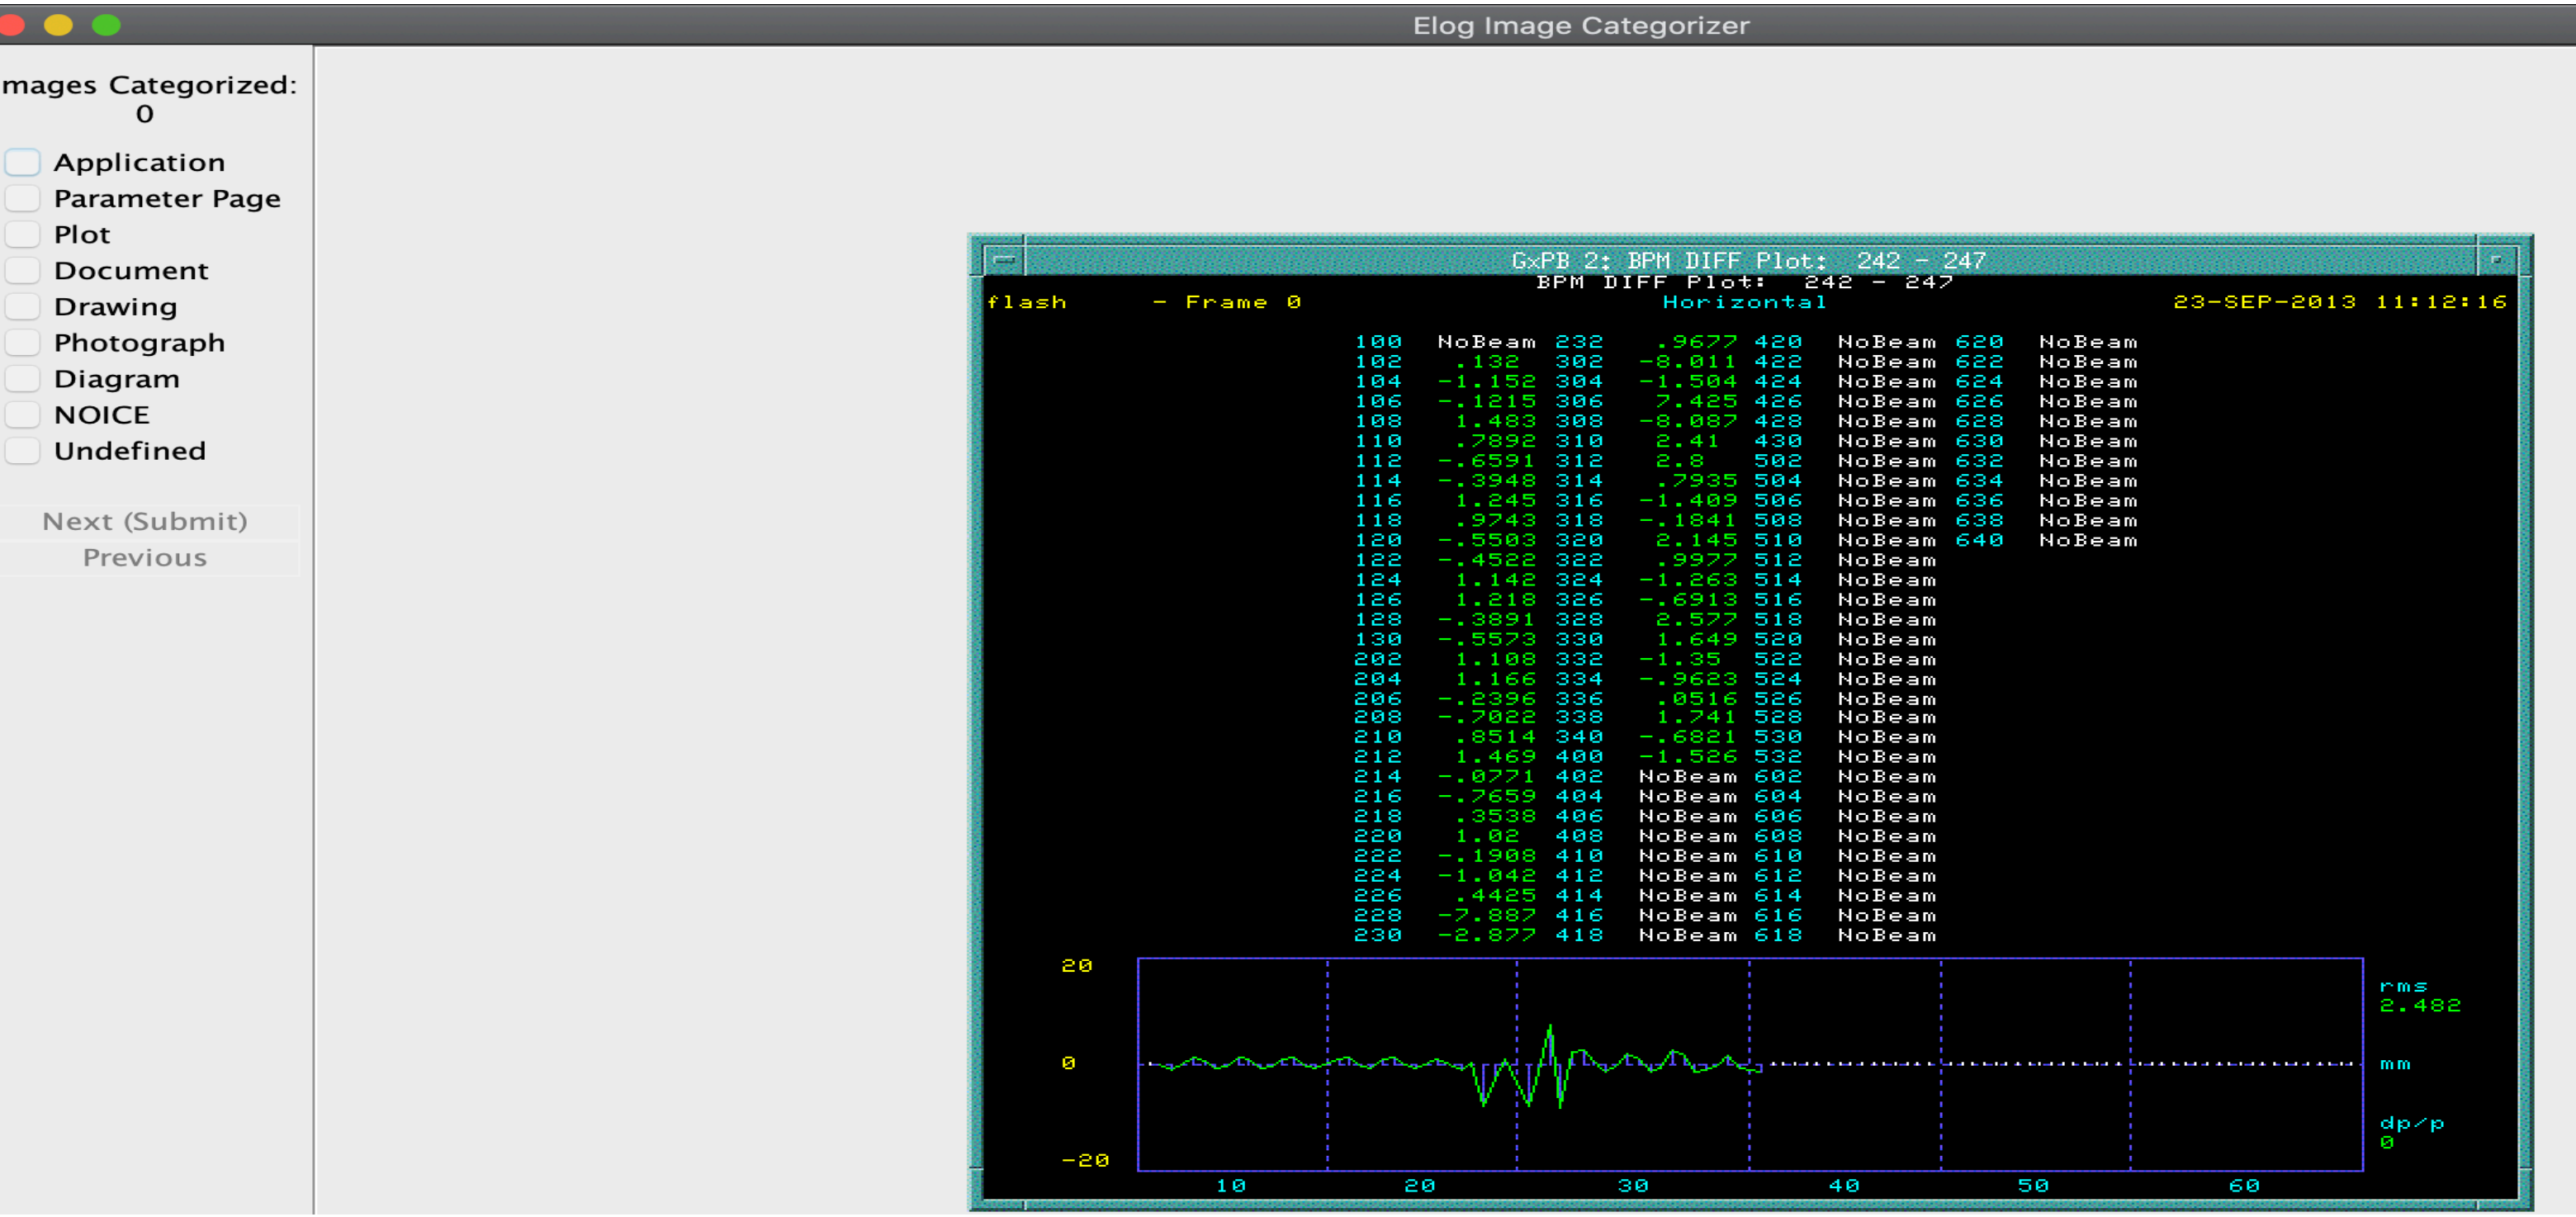 Elog Image Categorizer
mages Categorized:
0
Application
Parameter Page
Plot
Document
Drawing
Photograph
Diagram
NOICE
Undefined
Next (Submit)
Previous
GxPB 2: BPM DIFF Plot: 242 - 247
BPM DIFF Plot: 242 - 247
flash - Frame 0 Horizontal 23-SEP-2013 11:12:16
100 NoBeam 232 .9677 420 NoBeam 620 NoBeam
102 .132 302 -8.011 422 NoBeam 622 NoBeam
104 -1.152 304 -1.504 424 NoBeam 624 NoBeam
106 -.1215 306 7.425 426 NoBeam 626 NoBeam
108 1.483 308 -8.087 428 NoBeam 628 NoBeam
110 .7892 310 2.41 430 NoBeam 630 NoBeam
112 -.6591 312 2.8 502 NoBeam 632 NoBeam
114 -.3948 314 .7935 504 NoBeam 634 NoBeam
116 1.245 316 -1.409 506 NoBeam 636 NoBeam
118 .9743 318 -.1841 508 NoBeam 638 NoBeam
120 -.5503 320 2.145 510 NoBeam 640 NoBeam
122 -.4522 322 .9977 512 NoBeam
124 1.142 324 -1.263 514 NoBeam
126 1.218 326 -.6913 516 NoBeam
128 -.3891 328 2.577 518 NoBeam
130 -.5573 330 1.649 520 NoBeam
202 1.108 332 -1.35 522 NoBeam
204 1.166 334 -.9623 524 NoBeam
206 -.2396 336 .0516 526 NoBeam
208 -.7022 338 1.741 528 NoBeam
210 .8514 340 -.6821 530 NoBeam
212 1.469 400 -1.526 532 NoBeam
214 -.0771 402 NoBeam 602 NoBeam
216 -.7659 404 NoBeam 604 NoBeam
218 .3538 406 NoBeam 606 NoBeam
220 1.02 408 NoBeam 608 NoBeam
222 -.1908 410 NoBeam 610 NoBeam
224 -1.042 412 NoBeam 612 NoBeam
226 .4425 414 NoBeam 614 NoBeam
228 -7.887 416 NoBeam 616 NoBeam
230 -2.877 418 NoBeam 618 NoBeam
20
rms
2.482
0 mm
dp/p
0
-20
10 20 30 40 50 60